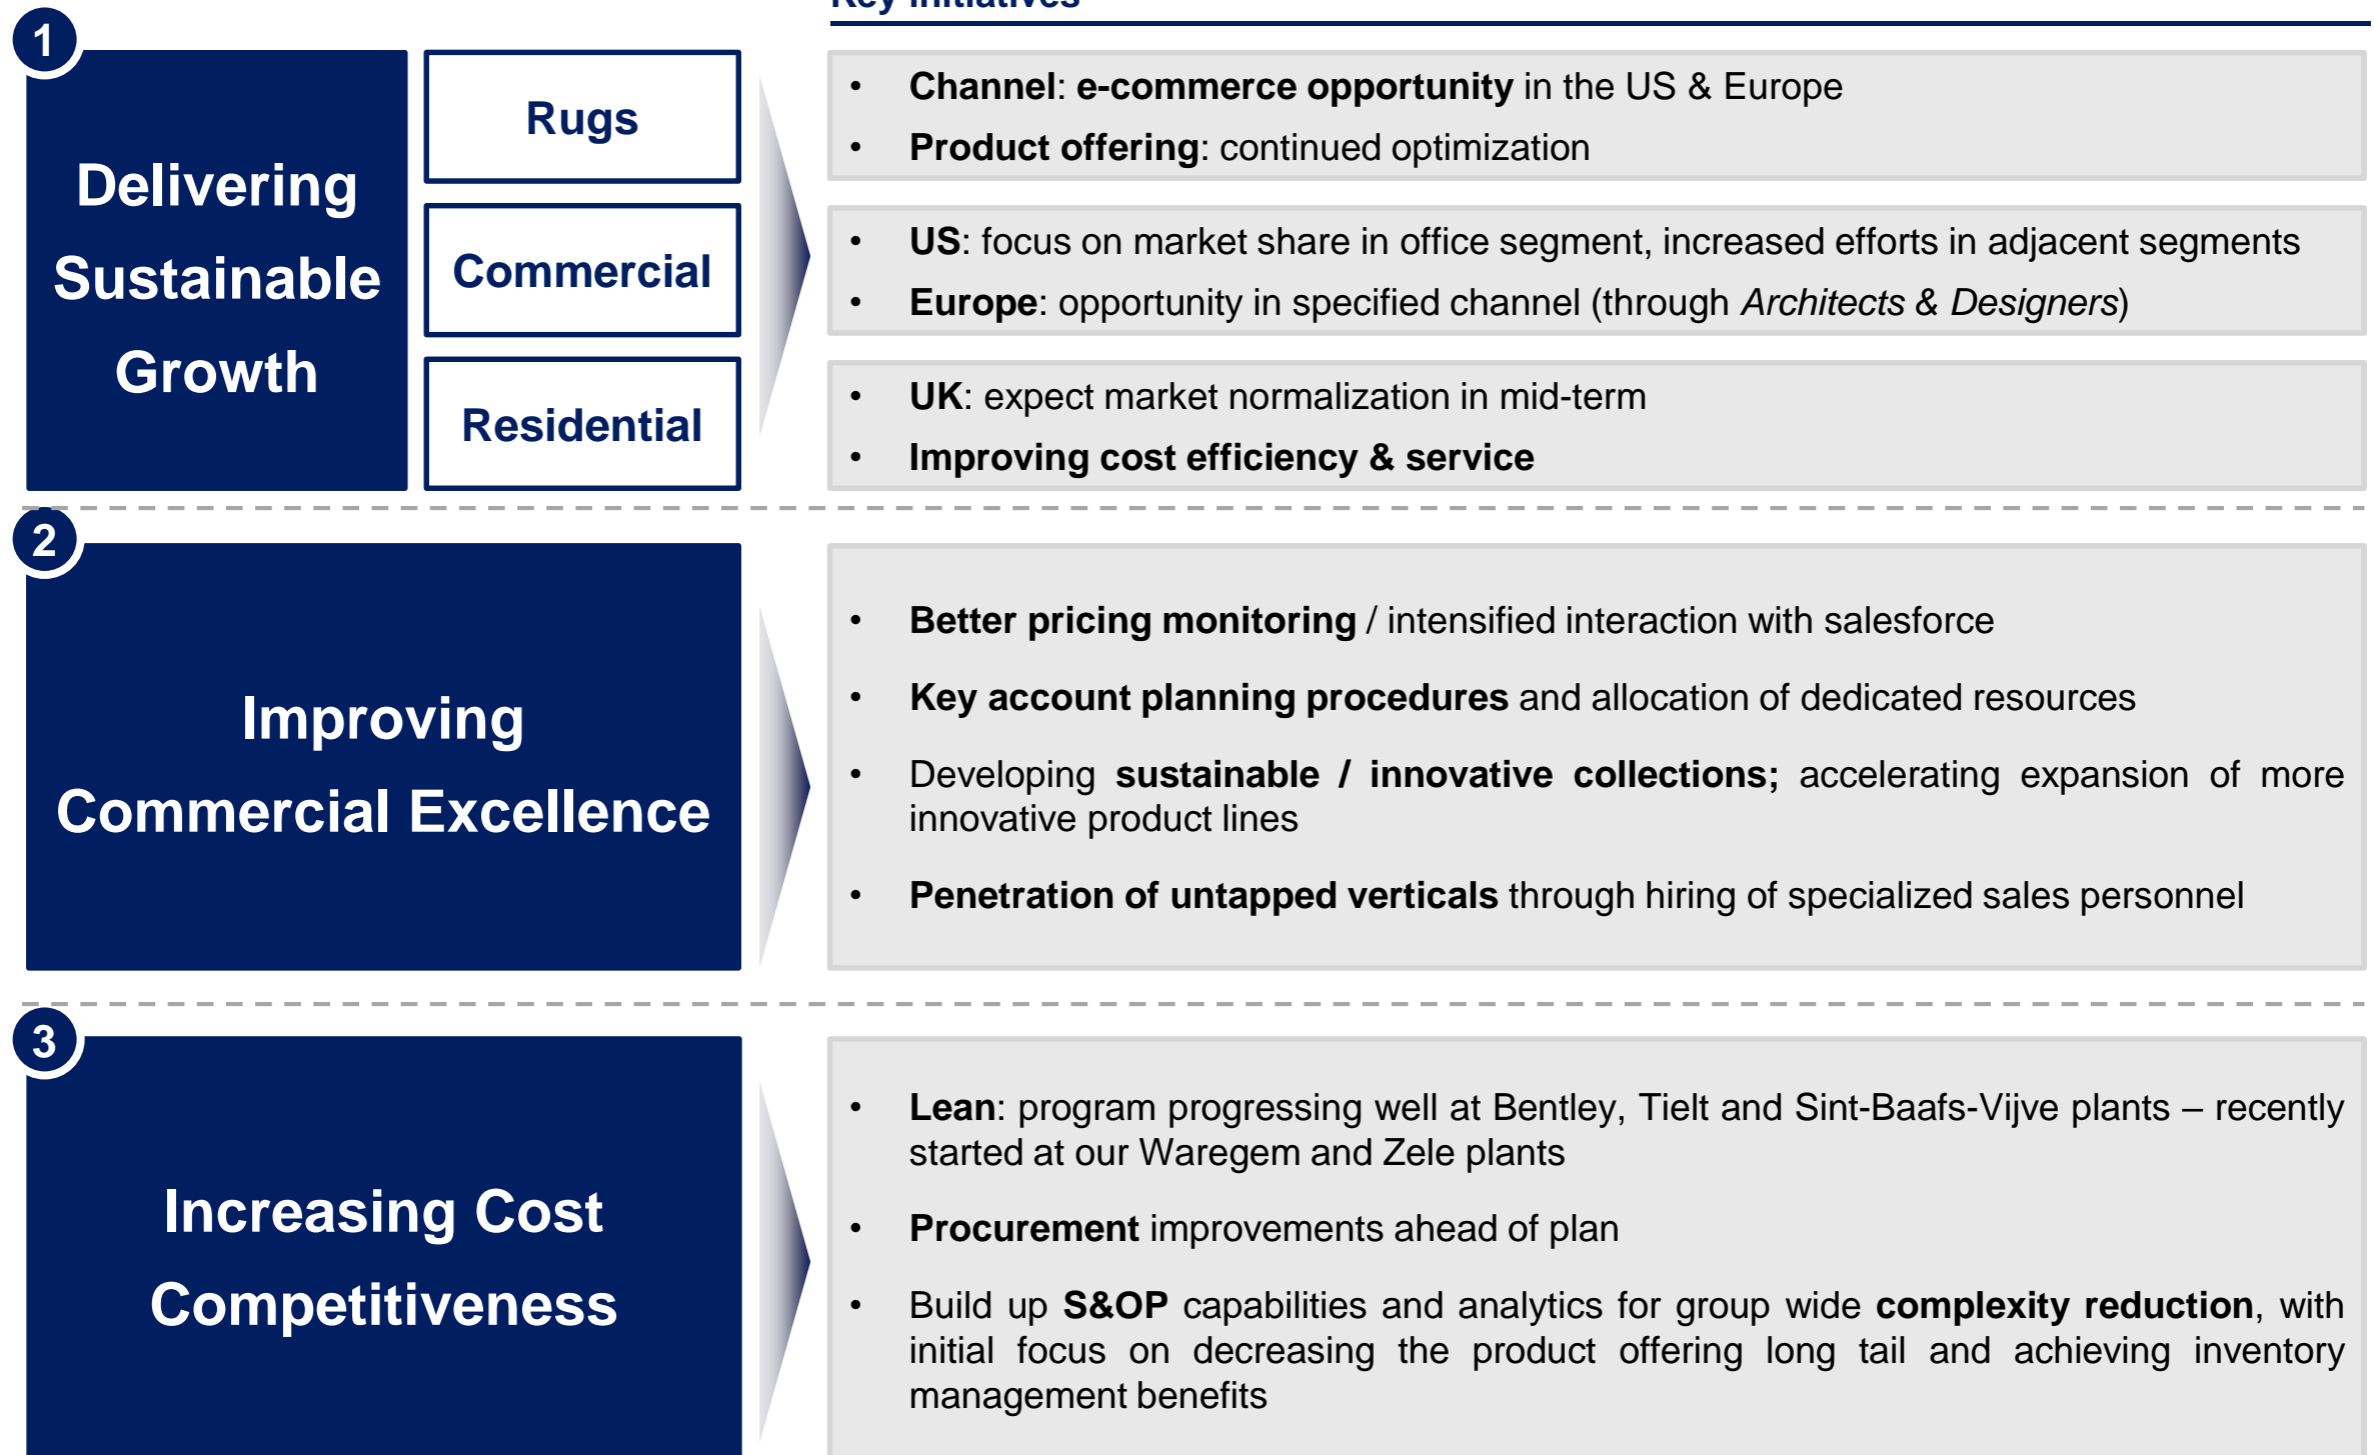 Key Initiatives
1
Delivering
Sustainable
Growth
Rugs
• Channel: e-commerce opportunity in the US & Europe
• Product offering: continued optimization
Commercial
• US: focus on market share in office segment, increased efforts in adjacent segments
• Europe: opportunity in specified channel (through Architects & Designers)
Residential
• UK: expect market normalization in mid-term
• Improving cost efficiency & service
2
Improving
Commercial Excellence
• Better pricing monitoring / intensified interaction with salesforce
• Key account planning procedures and allocation of dedicated resources
• Developing sustainable / innovative collections; accelerating expansion of more
innovative product lines
• Penetration of untapped verticals through hiring of specialized sales personnel
3
Increasing Cost
Competitiveness
• Lean: program progressing well at Bentley, Tielt and Sint-Baafs-Vijve plants – recently
started at our Waregem and Zele plants
• Procurement improvements ahead of plan
• Build up S&OP capabilities and analytics for group wide complexity reduction, with
initial focus on decreasing the product offering long tail and achieving inventory
management benefits